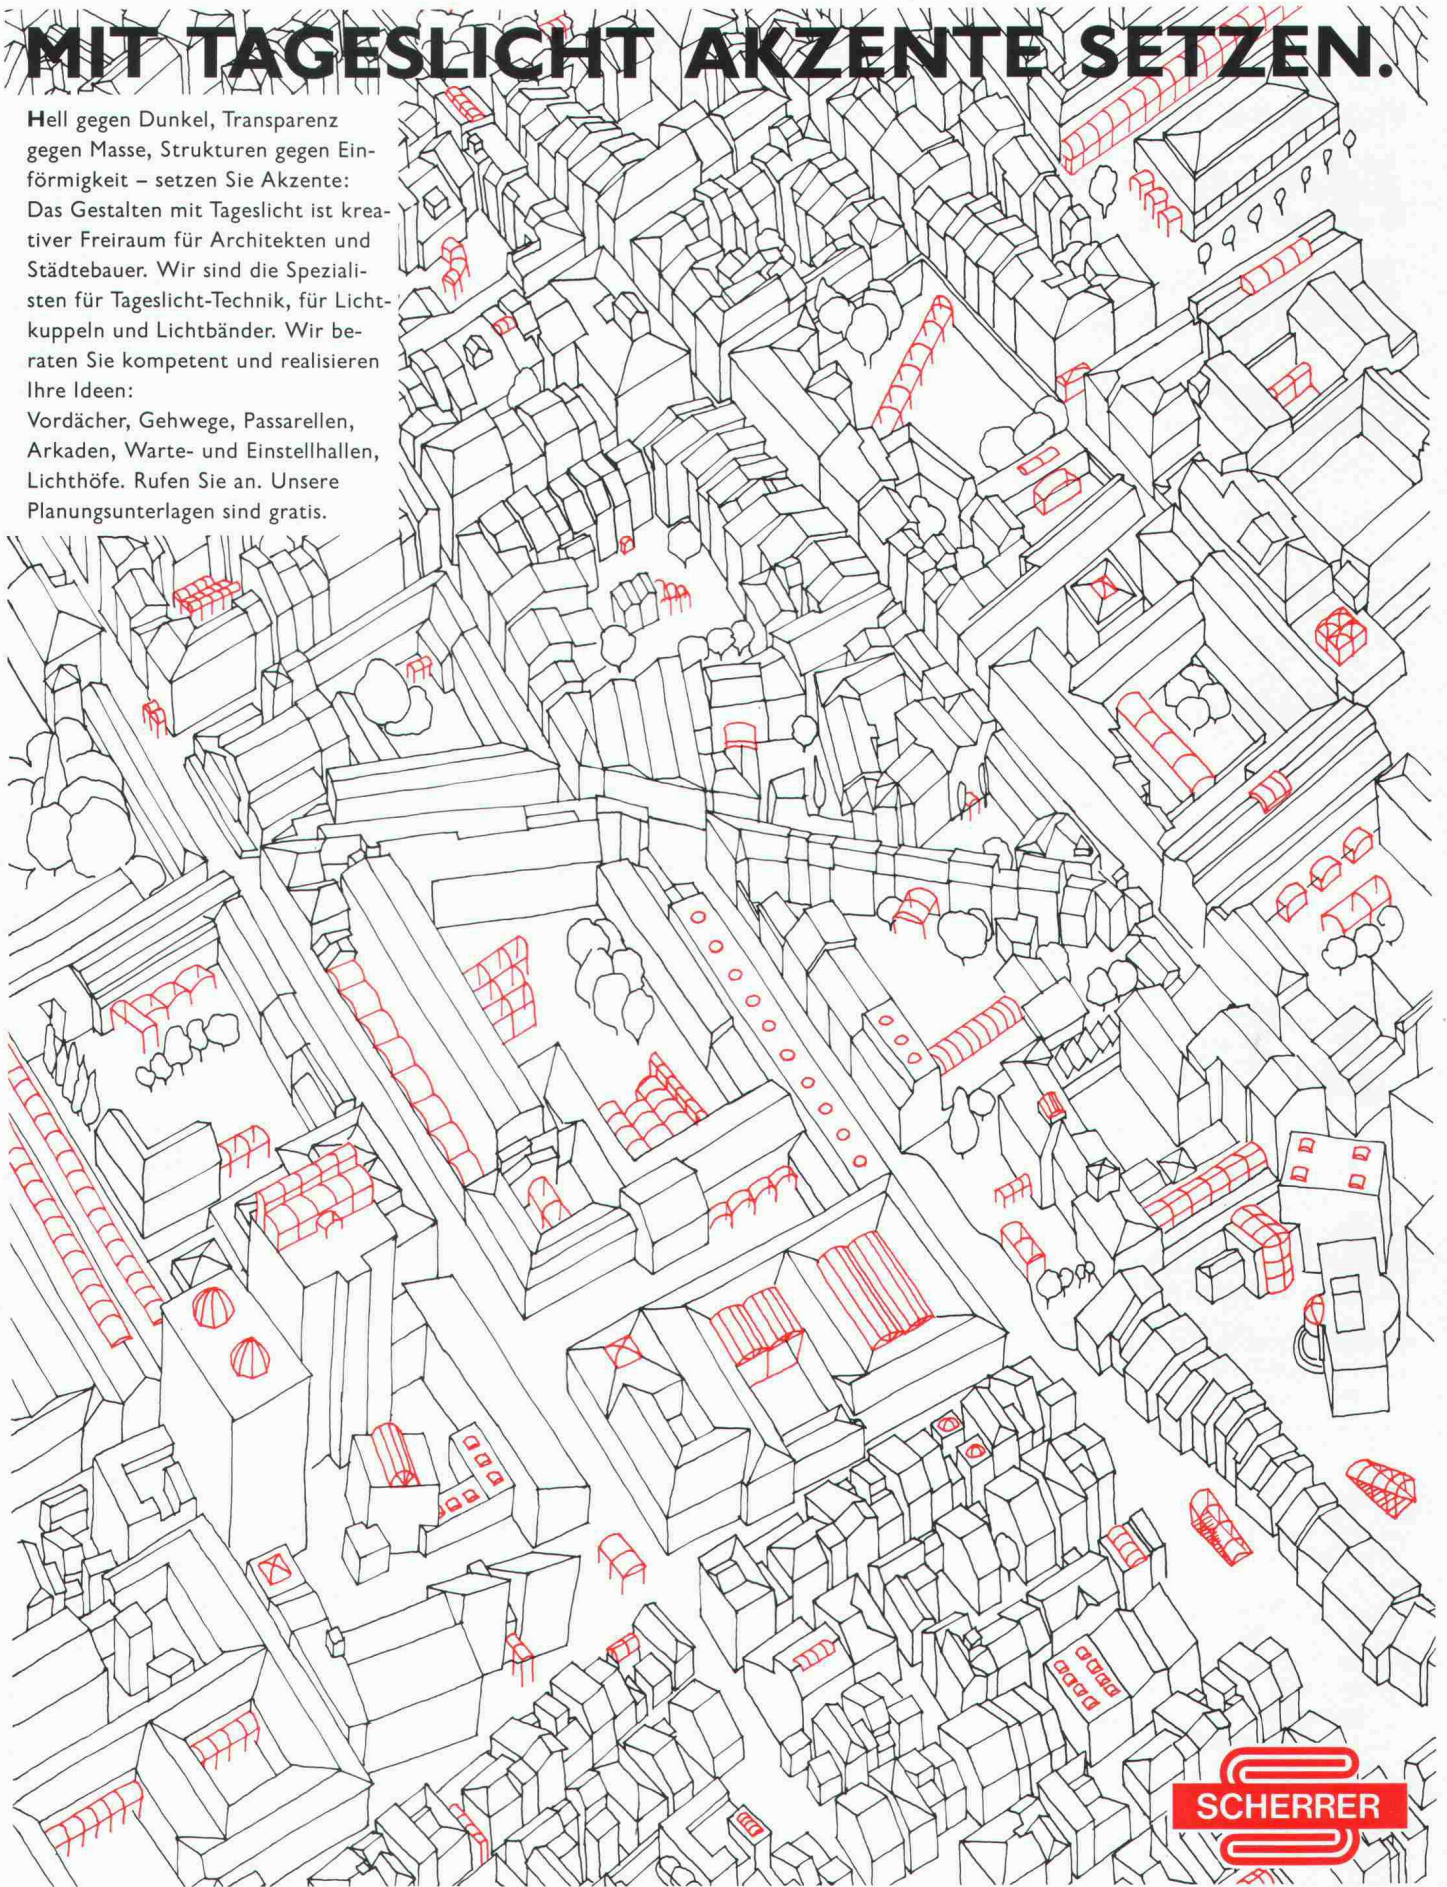 MIT TAGESLICHT AKZENTE SETZEN.
Hell gegen Dunkel, Transparenz
gegen Masse, Strukturen gegen Ein-
förmigkeit – setzen Sie Akzente:
Das Gestalten mit Tageslicht ist krea-
tiver Freiraum für Architekten und
Städtebauer. Wir sind die Speziali-
sten für Tageslicht-Technik, für Licht-
kuppeln und Lichtbänder. Wir be-
raten Sie kompetent und realisieren
Ihre Ideen:
Vordächer, Gehwege, Passarellen,
Arkaden, Warte- und Einstellhallen,
Lichthöfe. Rufen Sie an. Unsere
Planungsunterlagen sind gratis.
SCHERRER